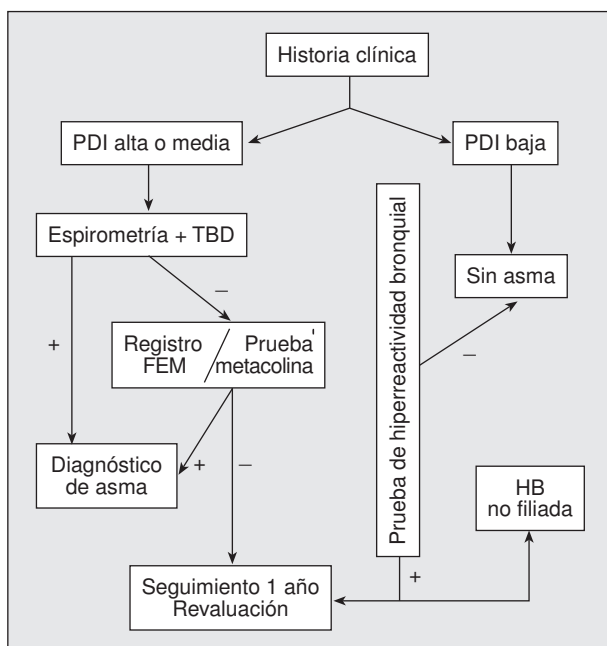 Historia clínica
PDI alta o media
PDI baja
Espirometría + TBD
Prueba de hiperreactividad bronquial
Sin asma
–
+
Registro / Prueba
FEM / metacolina
–
Diagnóstico
de asma
+
–
HB
no filiada
+
Seguimiento 1 año
Revaluación